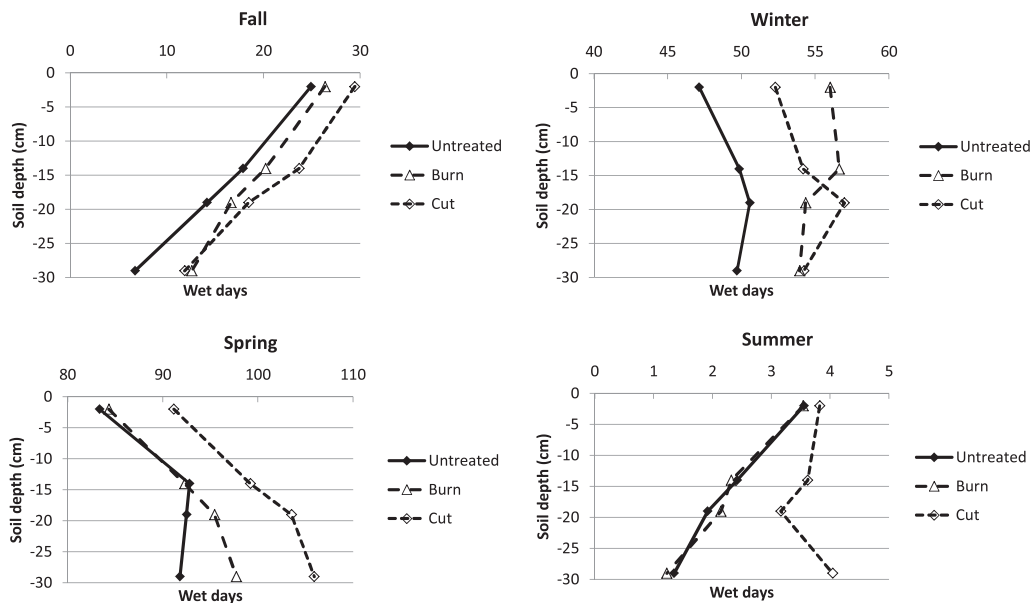 Fall
0 10 20 30
0
-5
-10
-15
-20
-25
-30
Soil depth (cm)
Wet days
Untreated
Burn
Cut
Winter
40 45 50 55 60
0
-5
-10
-15
-20
-25
-30
Soil depth (cm)
Wet days
Untreated
Burn
Cut
Spring
80 90 100 110
0
-5
-10
-15
-20
-25
-30
Soil depth (cm)
Wet days
Untreated
Burn
Cut
Summer
0 1 2 3 4 5
0
-5
-10
-15
-20
-25
-30
Soil depth (cm)
Wet days
Untreated
Burn
Cut